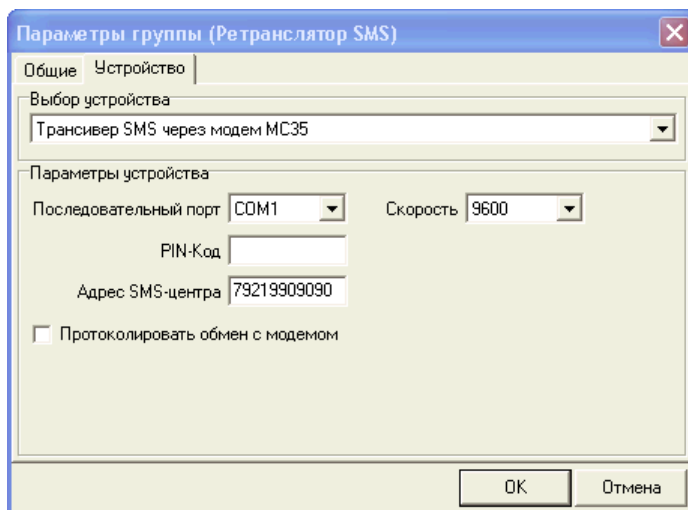 Параметры группы (Ретранслятор SMS)
Общие Устройство
Выбор устройства
Трансивер SMS через модем MC35
Параметры устройства
Последовательный порт COM1 Скорость 9600
PIN-Код
Адрес SMS-центра 79219909090
Протоколировать обмен с модемом
OK Отмена